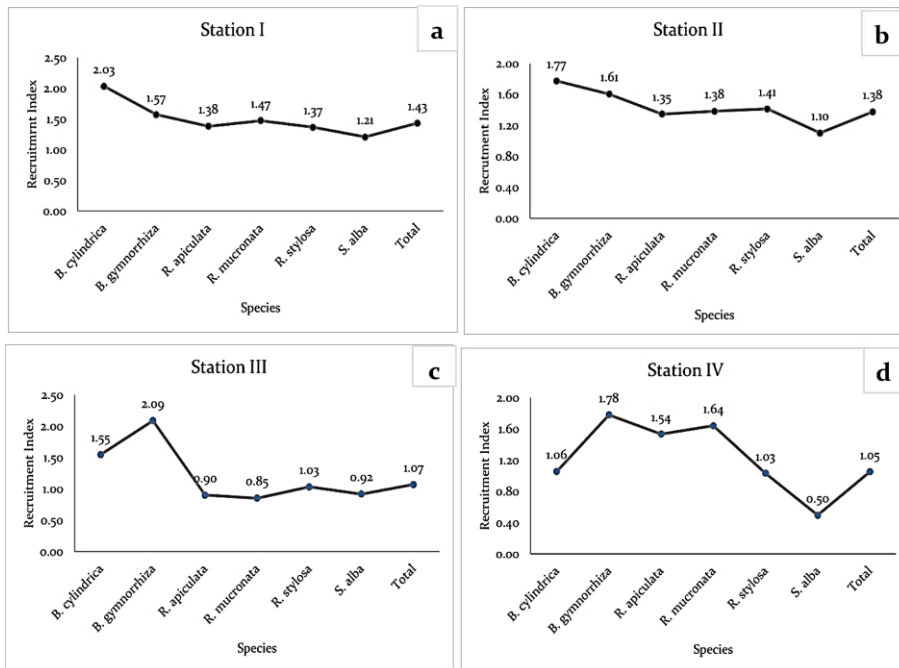 Station I
a
Recruitmrnt Index
2.50
2.00
1.50
1.00
0.50
0.00
2.03
1.57
1.38
1.47
1.37
1.21
1.43
B. cylindrica
B. gymnorrhiza
R. apiculata
R. mucronata
R. stylosa
S. alba
Total
Species
Station II
b
Recrutment Index
2.00
1.60
1.20
0.80
0.40
0.00
1.77
1.61
1.35
1.38
1.41
1.10
1.38
B. cylindrica
B. gymnorrhiza
R. apiculata
R. mucronata
R. stylosa
S. alba
Total
Species
Station III
c
Recruitment Index
2.50
2.00
1.50
1.00
0.50
0.00
1.55
2.09
0.90
0.85
1.03
0.92
1.07
B. cylindrica
B. gymnorrhiza
R. apiculata
R. mucronata
R. stylosa
S. alba
Total
Species
Station IV
d
Recruitment Index
2.00
1.60
1.20
0.80
0.40
0.00
1.06
1.78
1.54
1.64
1.03
0.50
1.05
B. cylindrica
B. gymnorrhiza
R. apiculata
R. mucronata
R. stylosa
S. alba
Total
Species